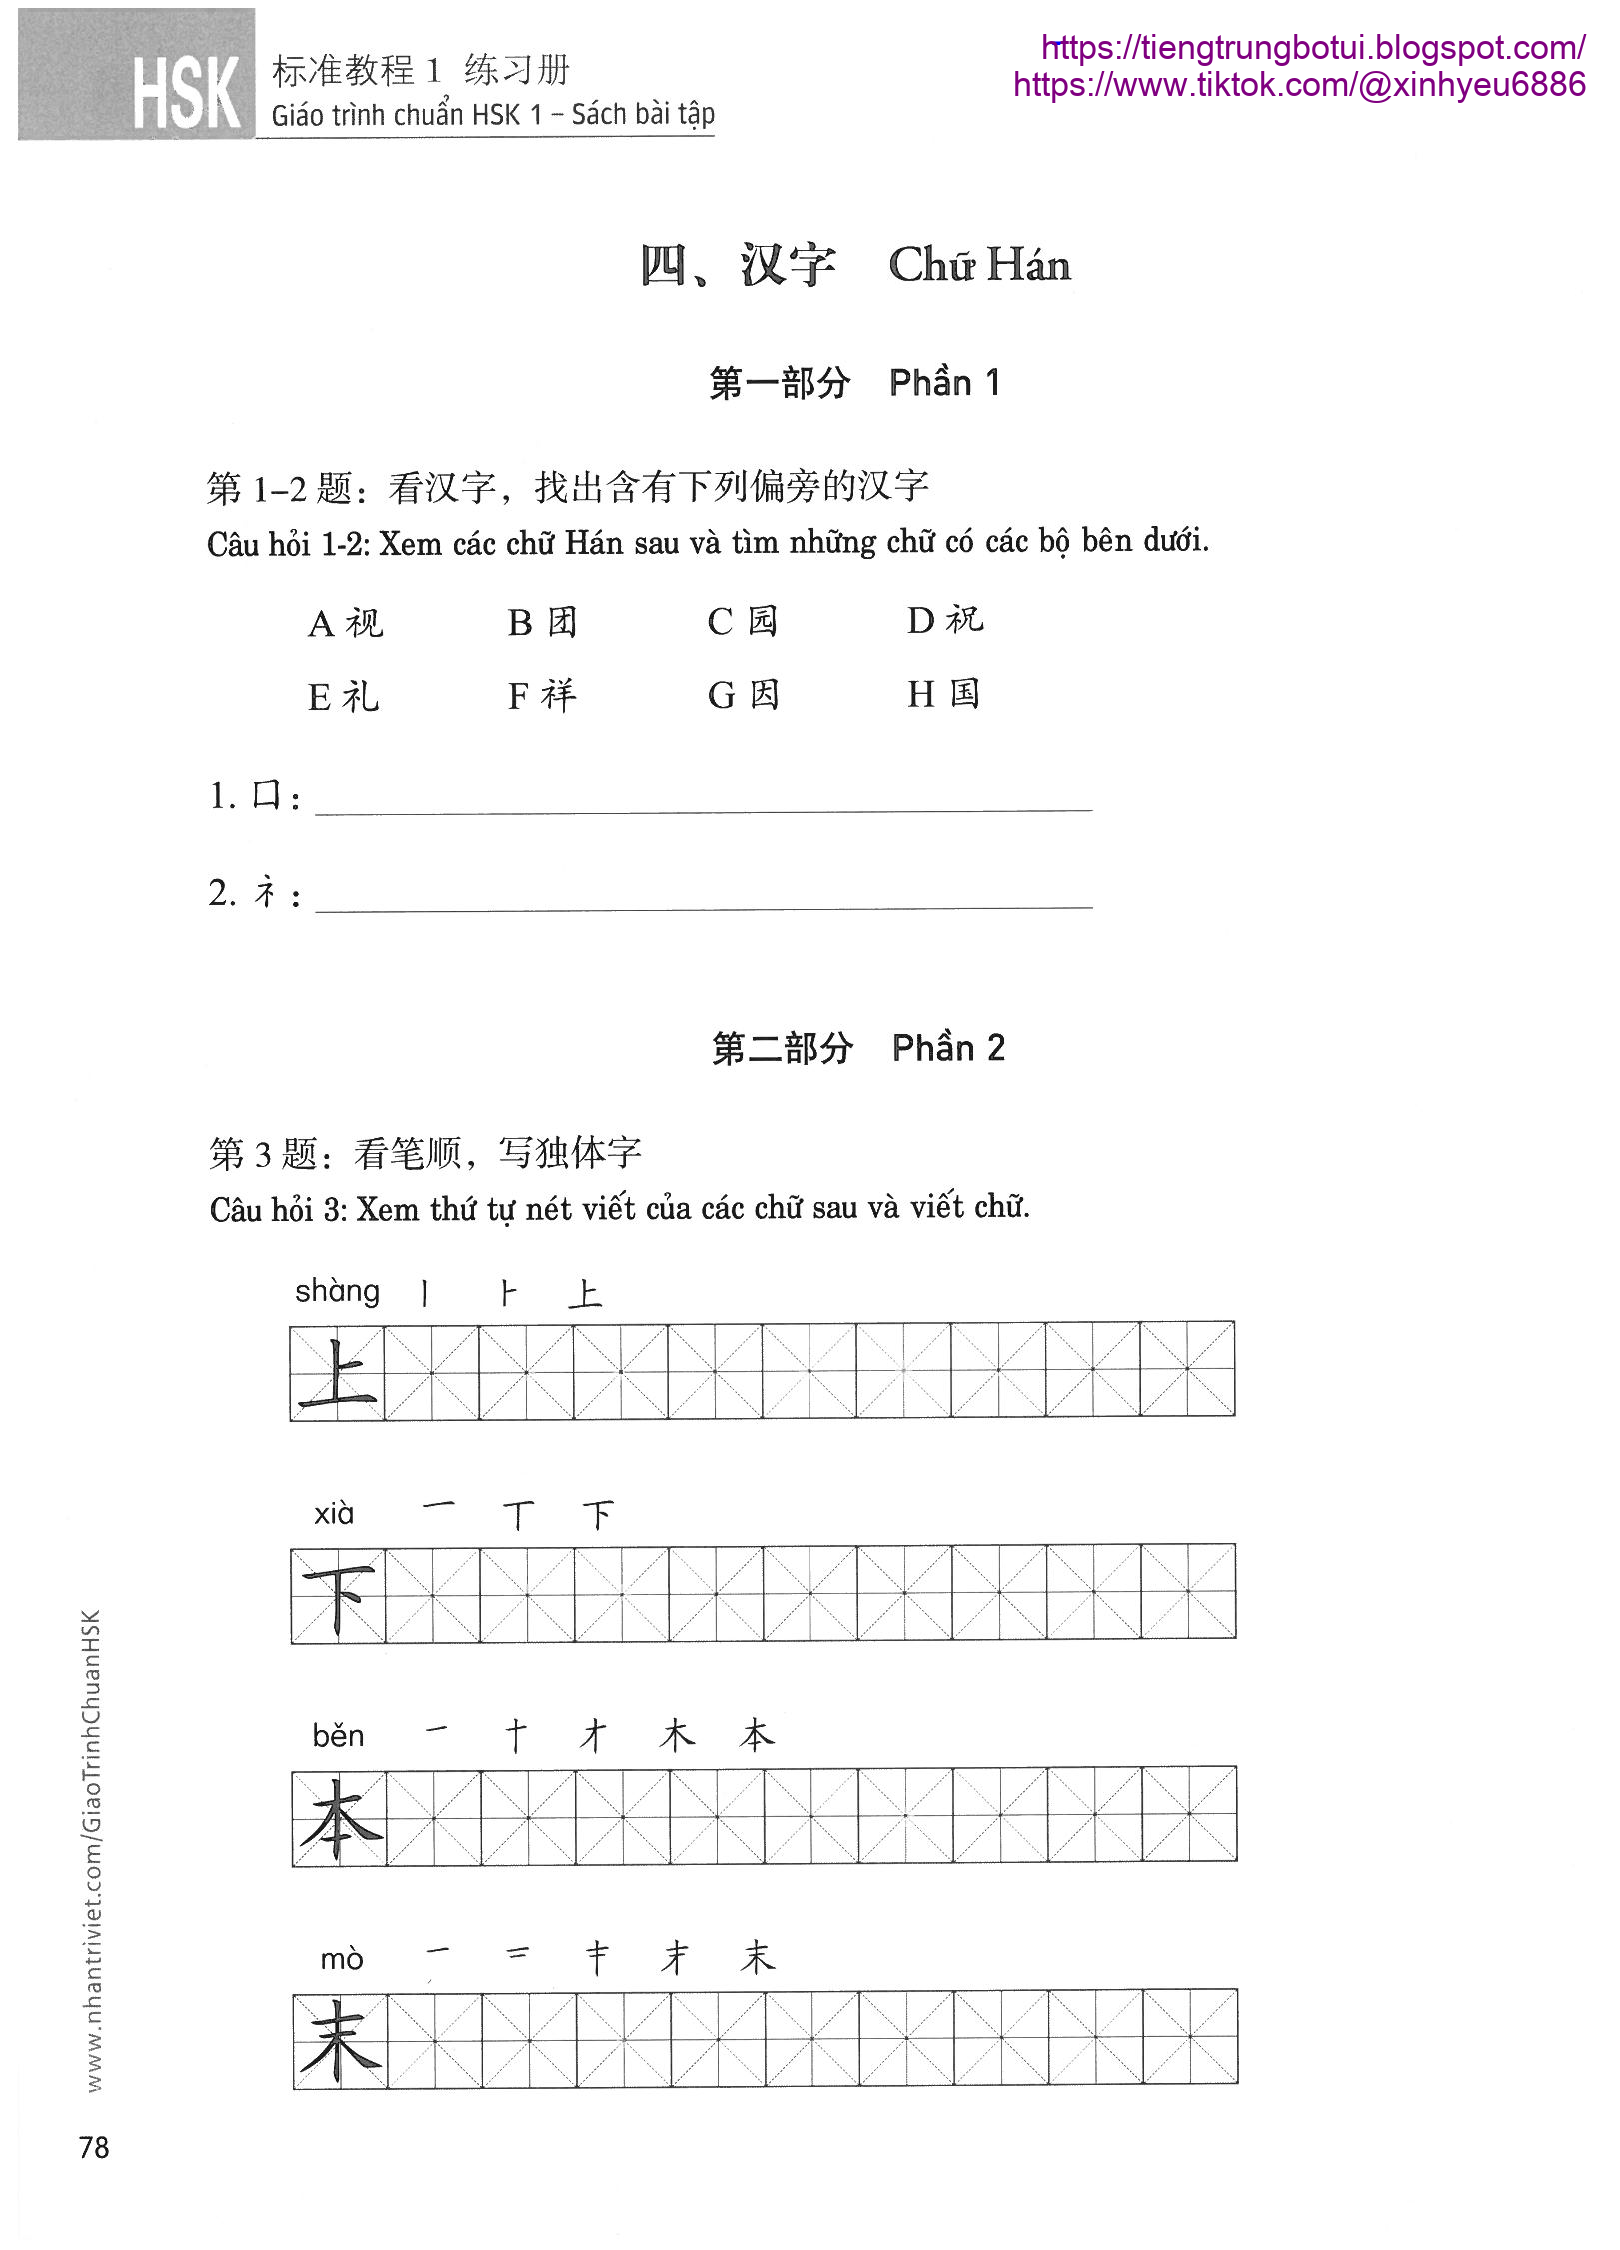 HSK 标准教程 1 练习册
Giáo trình chuẩn HSK 1 – Sách bài tập
https://tiengtrungbotui.blogspot.com/
https://www.tiktok.com/@xinhyeu6886
四、汉字 Chữ Hán
第一部分 Phần 1
第 1–2 题：看汉字，找出含有下列偏旁的汉字
Câu hỏi 1-2: Xem các chữ Hán sau và tìm những chữ có các bộ bên dưới.
A 视 B 团 C 园 D 祝
E 礼 F 祥 G 因 H 国
1. 囗：
2. 礻：
第二部分 Phần 2
第 3 题：看笔顺，写独体字
Câu hỏi 3: Xem thứ tự nét viết của các chữ sau và viết chữ.
shàng 丨 ⺊ 上
上
xià 一 丅 下
下
běn 一 十 才 木 本
本
mò 一 二 末
末
www.nhantriviet.com/GiaoTrinhChuanHSK
78